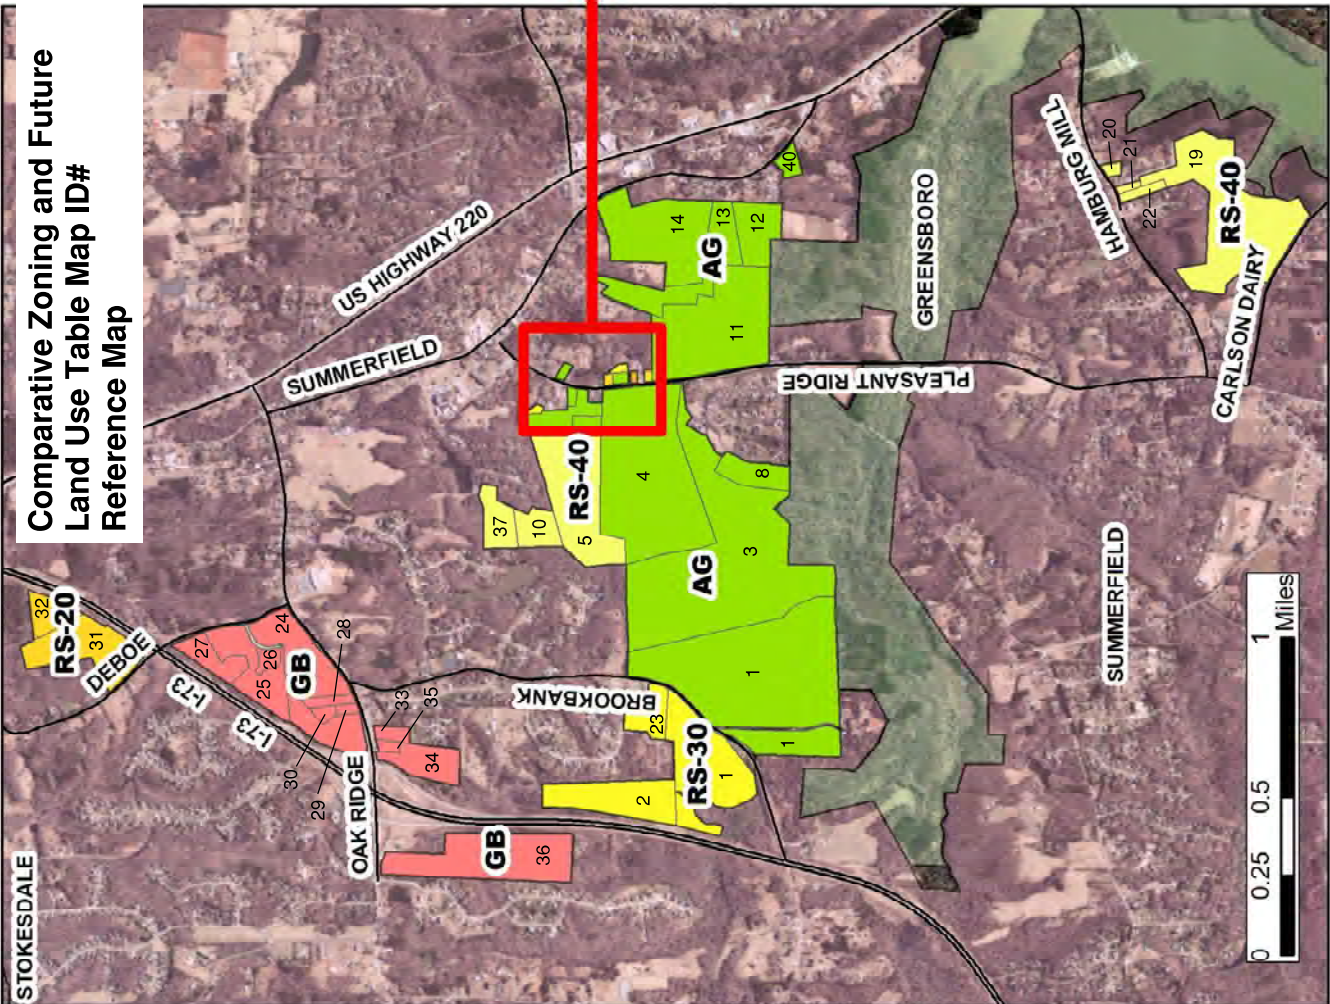 Comparative Zoning and Future
Land Use Table Map ID#
Reference Map
STOKESDALE
RS-20
32
31
DEBOE
I-73
I-73
27
24
26
25
GB
28
30
29
33
35
34
OAK RIDGE
GB
36
US HIGHWAY 220
SUMMERFIELD
37
10
5
RS-40
4
8
3
AG
1
1
BROOKBANK
23
RS-30
1
2
14
13
12
AG
11
40
PLEASANT RIDGE
GREENSBORO
HAMBURG MILL
20
21
22
19
RS-40
CARLSON DAIRY
SUMMERFIELD
0 0.25 0.5 1
Miles